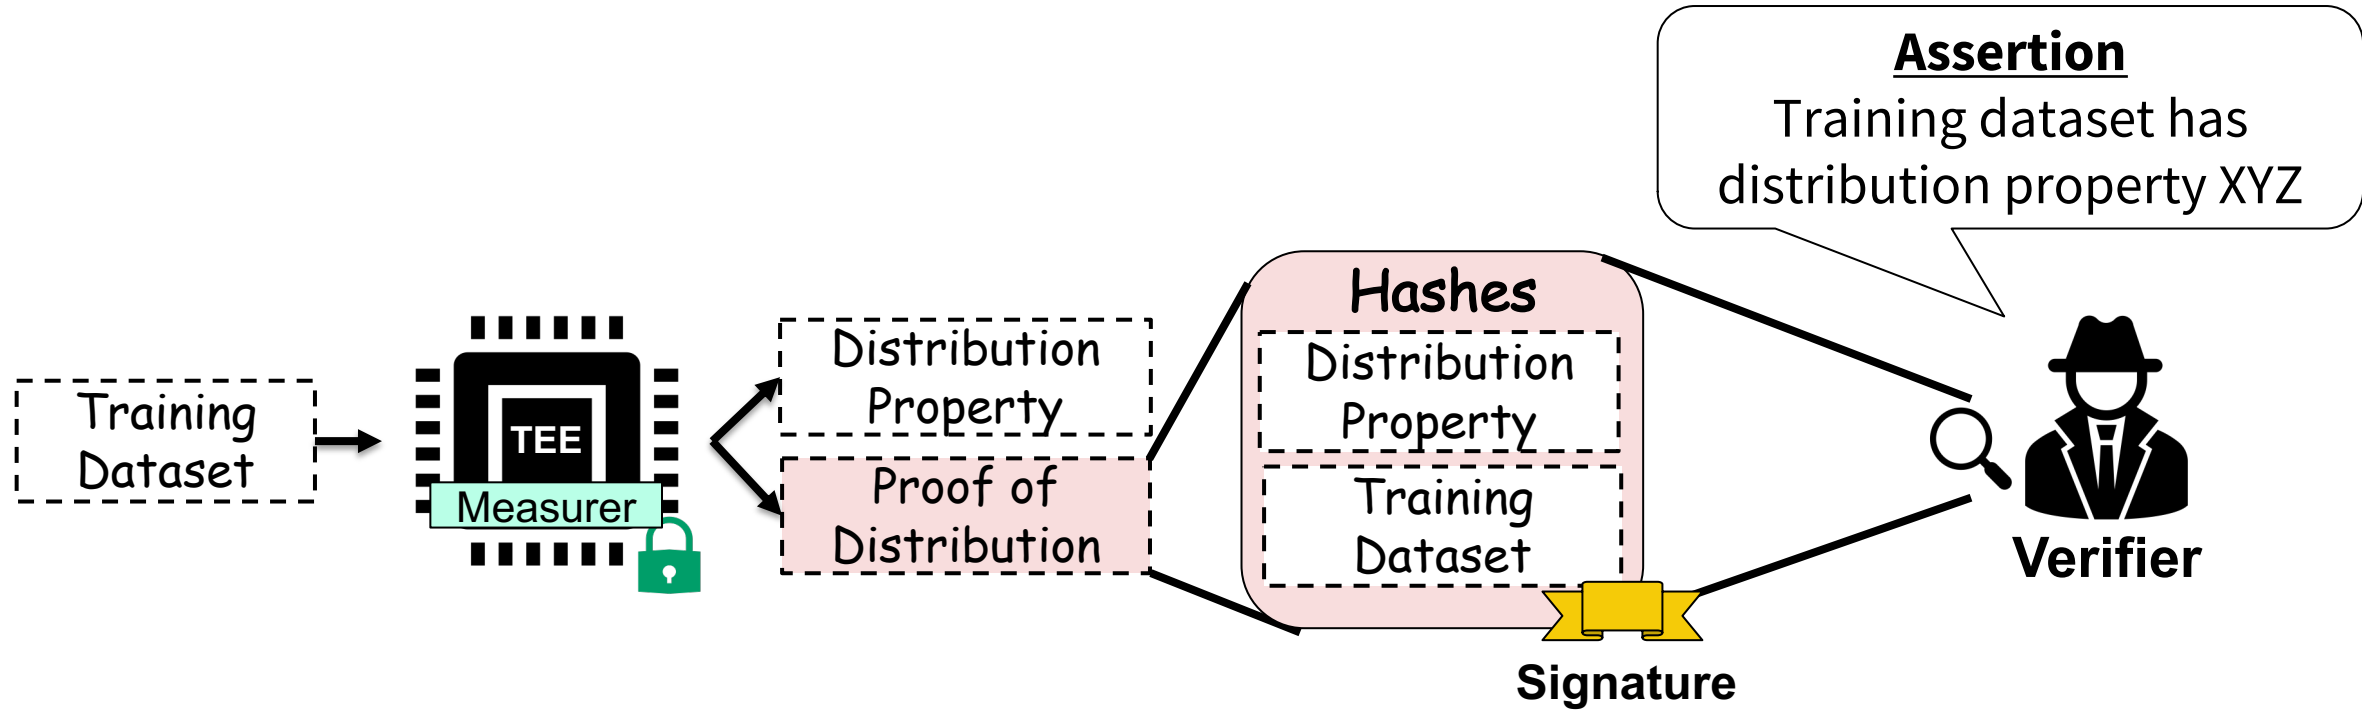 Assertion
Training dataset has
distribution property XYZ
Training
Dataset
TEE
Measurer
Distribution
Property
Proof of
Distribution
Hashes
Distribution
Property
Training
Dataset
Signature
Verifier